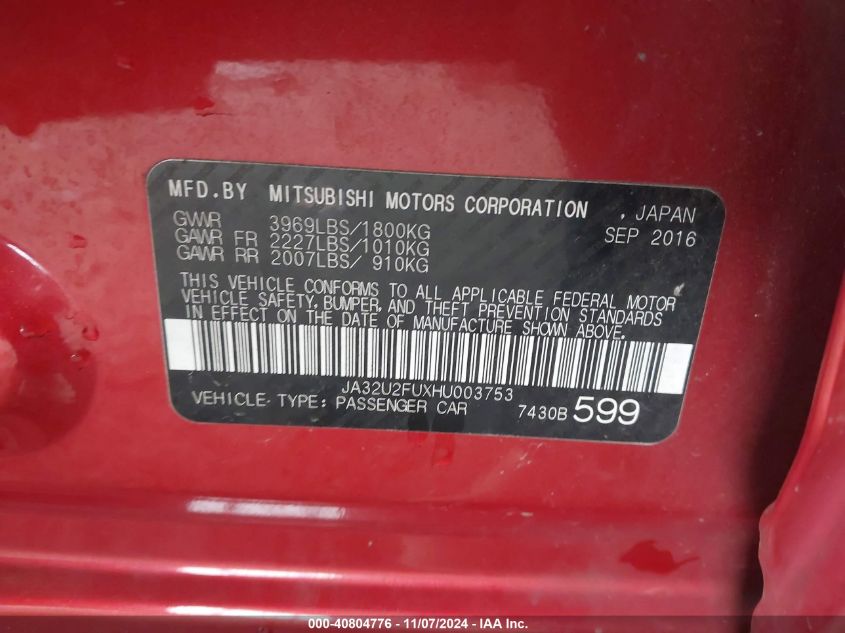 MFD.BY MITSUBISHI MOTORS CORPORATION , JAPAN
GVWR 3969LBS/1800KG SEP 2016
GAWR FR 2227LBS/1010KG
GAWR RR 2007LBS/ 910KG
THIS VEHICLE CONFORMS TO ALL APPLICABLE FEDERAL MOTOR
VEHICLE SAFETY, BUMPER, AND THEFT PREVENTION STANDARDS
IN EFFECT ON THE DATE OF MANUFACTURE SHOWN ABOVE.
JA32U2FUXHU003753
VEHICLE TYPE: PASSENGER CAR 7430B 599
000-40804776 - 11/07/2024 - IAA Inc.